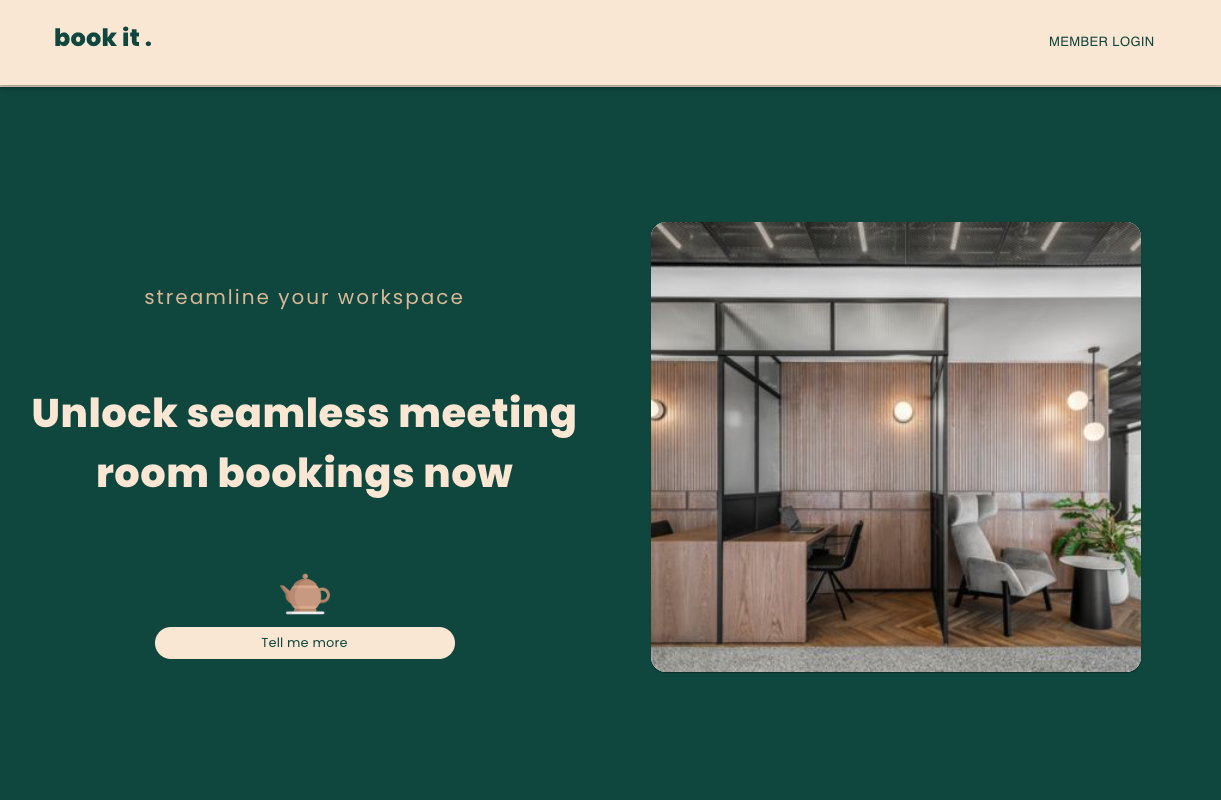 book it .
MEMBER LOGIN
streamline your workspace
Unlock seamless meeting
room bookings now
Tell me more